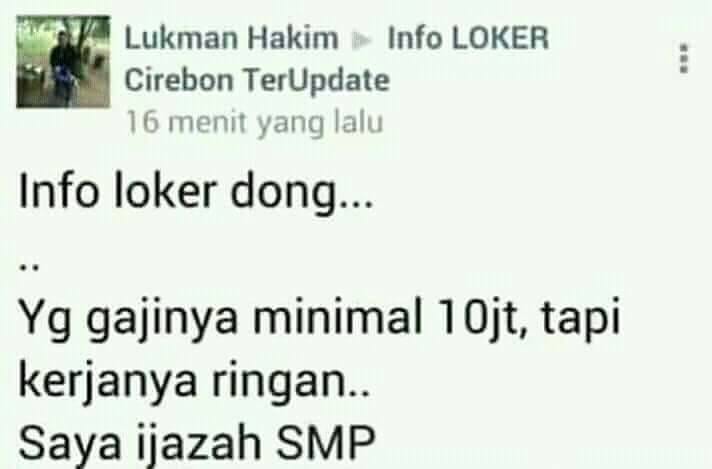 Lukman Hakim ▶ Info LOKER
Cirebon TerUpdate
16 menit yang lalu
Info loker dong...
..
Yg gajinya minimal 10jt, tapi
kerjanya ringan..
Saya ijazah SMP